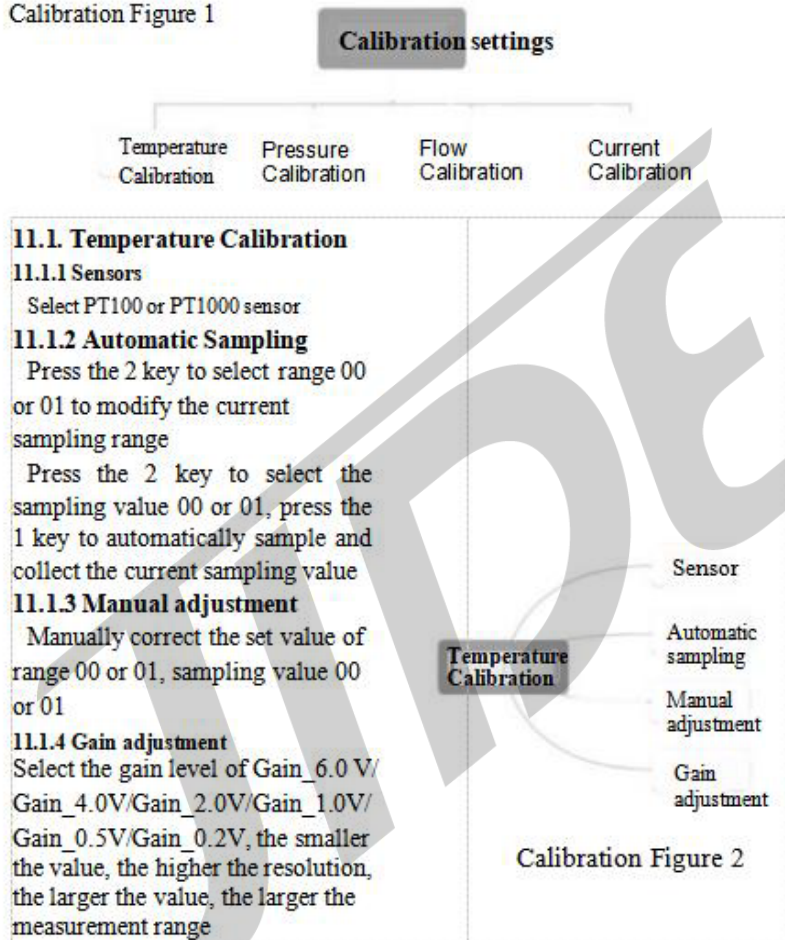 Calibration Figure 1
Calibration settings
Temperature
Calibration
Pressure
Calibration
Flow
Calibration
Current
Calibration
11.1. Temperature Calibration
11.1.1 Sensors
Select PT100 or PT1000 sensor
11.1.2 Automatic Sampling
Press the 2 key to select range 00
or 01 to modify the current
sampling range
Press the 2 key to select the
sampling value 00 or 01, press the
1 key to automatically sample and
collect the current sampling value
11.1.3 Manual adjustment
Manually correct the set value of
range 00 or 01, sampling value 00
or 01
11.1.4 Gain adjustment
Select the gain level of Gain_6.0 V/
Gain_4.0V/Gain_2.0V/Gain_1.0V/
Gain_0.5V/Gain_0.2V, the smaller
the value, the higher the resolution,
the larger the value, the larger the
measurement range
Temperature
Calibration
Sensor
Automatic
sampling
Manual
adjustment
Gain
adjustment
Calibration Figure 2
JIDE